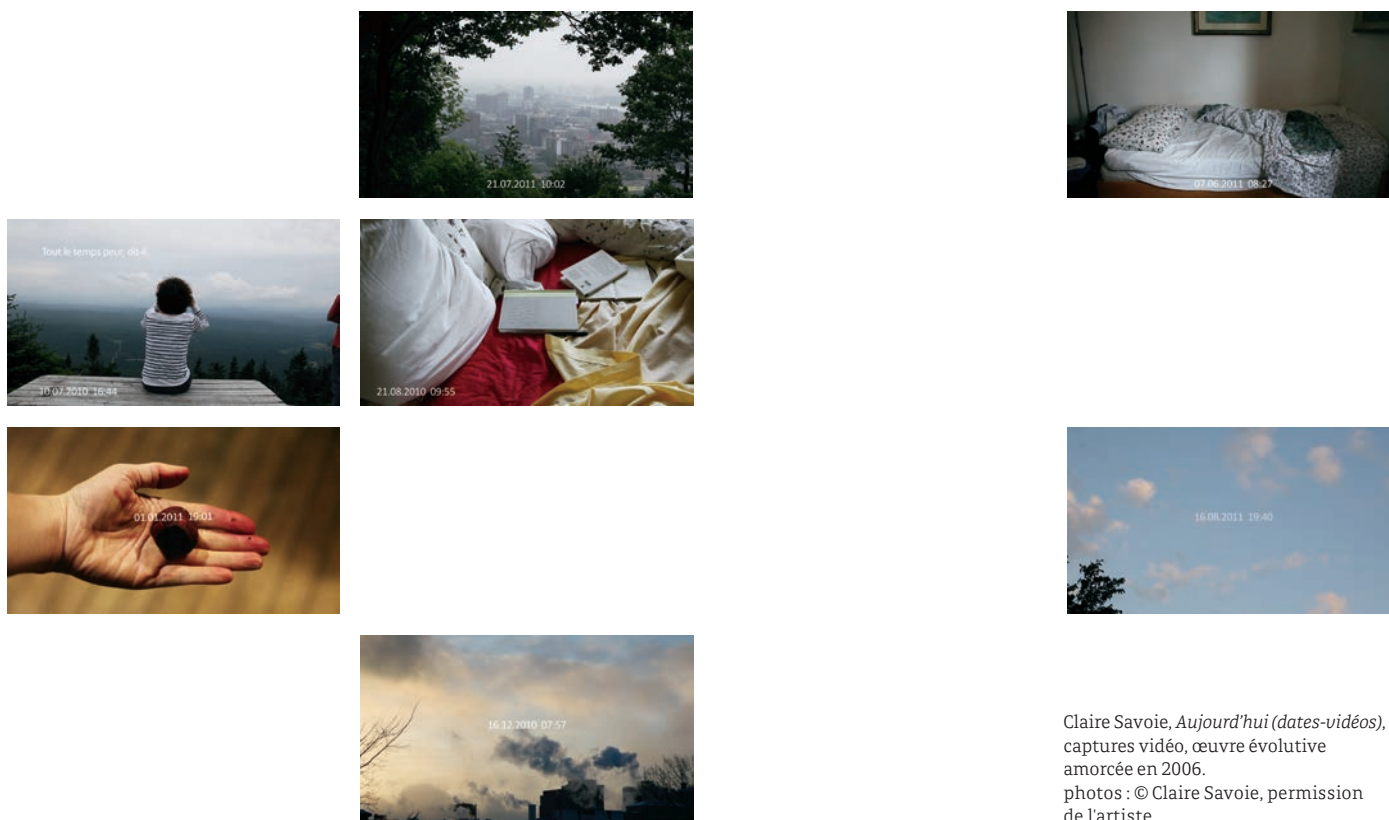 21.07.2011 10:02
07.06.2011 08:27
Tout le temps peur, dit-il.
10.07.2010 16:44
21.08.2010 09:55
01.01.2011 19:01
16.08.2011 19:40
16.12.2010 07:57
Claire Savoie, Aujourd'hui (dates-vidéos),
captures vidéo, œuvre évolutive
amorcée en 2006.
photos : © Claire Savoie, permission
de l'artiste